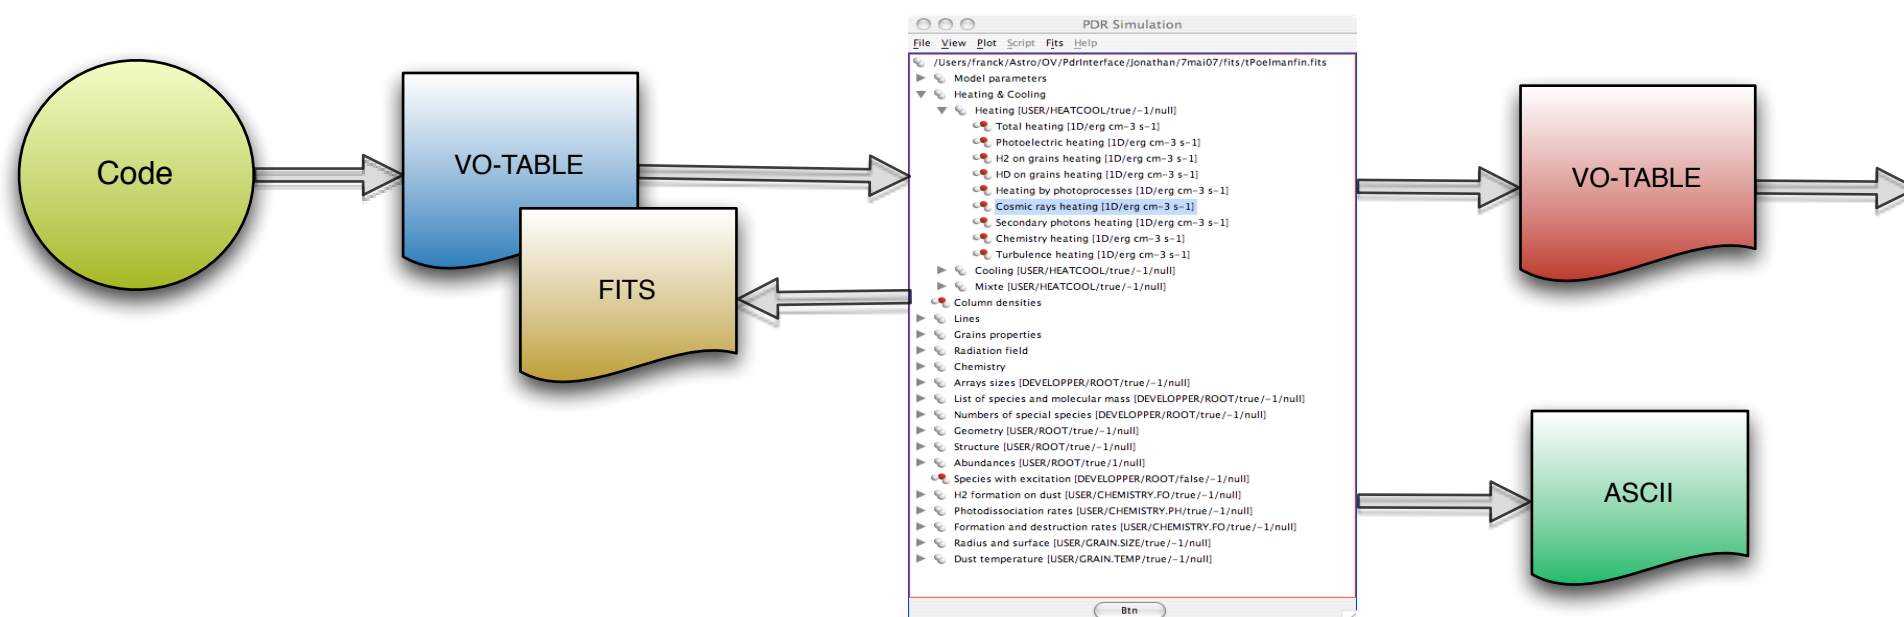 Code
VO-TABLE
FITS
PDR Simulation
File View Plot Script Fits Help
/Users/franck/Astro/OV/PdrInterface/Jonathan/7mai07/fits/tPoelmanfin.fits
Model parameters
Heating & Cooling
Heating [USER/HEATCOOL/true/-1/null]
Total heating [1D/erg cm-3 s-1]
Photoelectric heating [1D/erg cm-3 s-1]
H2 on grains heating [1D/erg cm-3 s-1]
HD on grains heating [1D/erg cm-3 s-1]
Heating by photoprocesses [1D/erg cm-3 s-1]
Cosmic rays heating [1D/erg cm-3 s-1]
Secondary photons heating [1D/erg cm-3 s-1]
Chemistry heating [1D/erg cm-3 s-1]
Turbulence heating [1D/erg cm-3 s-1]
Cooling [USER/HEATCOOL/true/-1/null]
Mixte [USER/HEATCOOL/true/-1/null]
Column densities
Lines
Grains properties
Radiation field
Chemistry
Arrays sizes [DEVELOPPER/ROOT/true/-1/null]
List of species and molecular mass [DEVELOPPER/ROOT/true/-1/null]
Numbers of special species [DEVELOPPER/ROOT/true/-1/null]
Geometry [USER/ROOT/true/-1/null]
Structure [USER/ROOT/true/-1/null]
Abundances [USER/ROOT/true/1/null]
Species with excitation [DEVELOPPER/ROOT/false/-1/null]
H2 formation on dust [USER/CHEMISTRY.FO/true/-1/null]
Photodissociation rates [USER/CHEMISTRY.PH/true/-1/null]
Formation and destruction rates [USER/CHEMISTRY.FO/true/-1/null]
Radius and surface [USER/GRAIN.SIZE/true/-1/null]
Dust temperature [USER/GRAIN.TEMP/true/-1/null]
Btn
VO-TABLE
ASCII